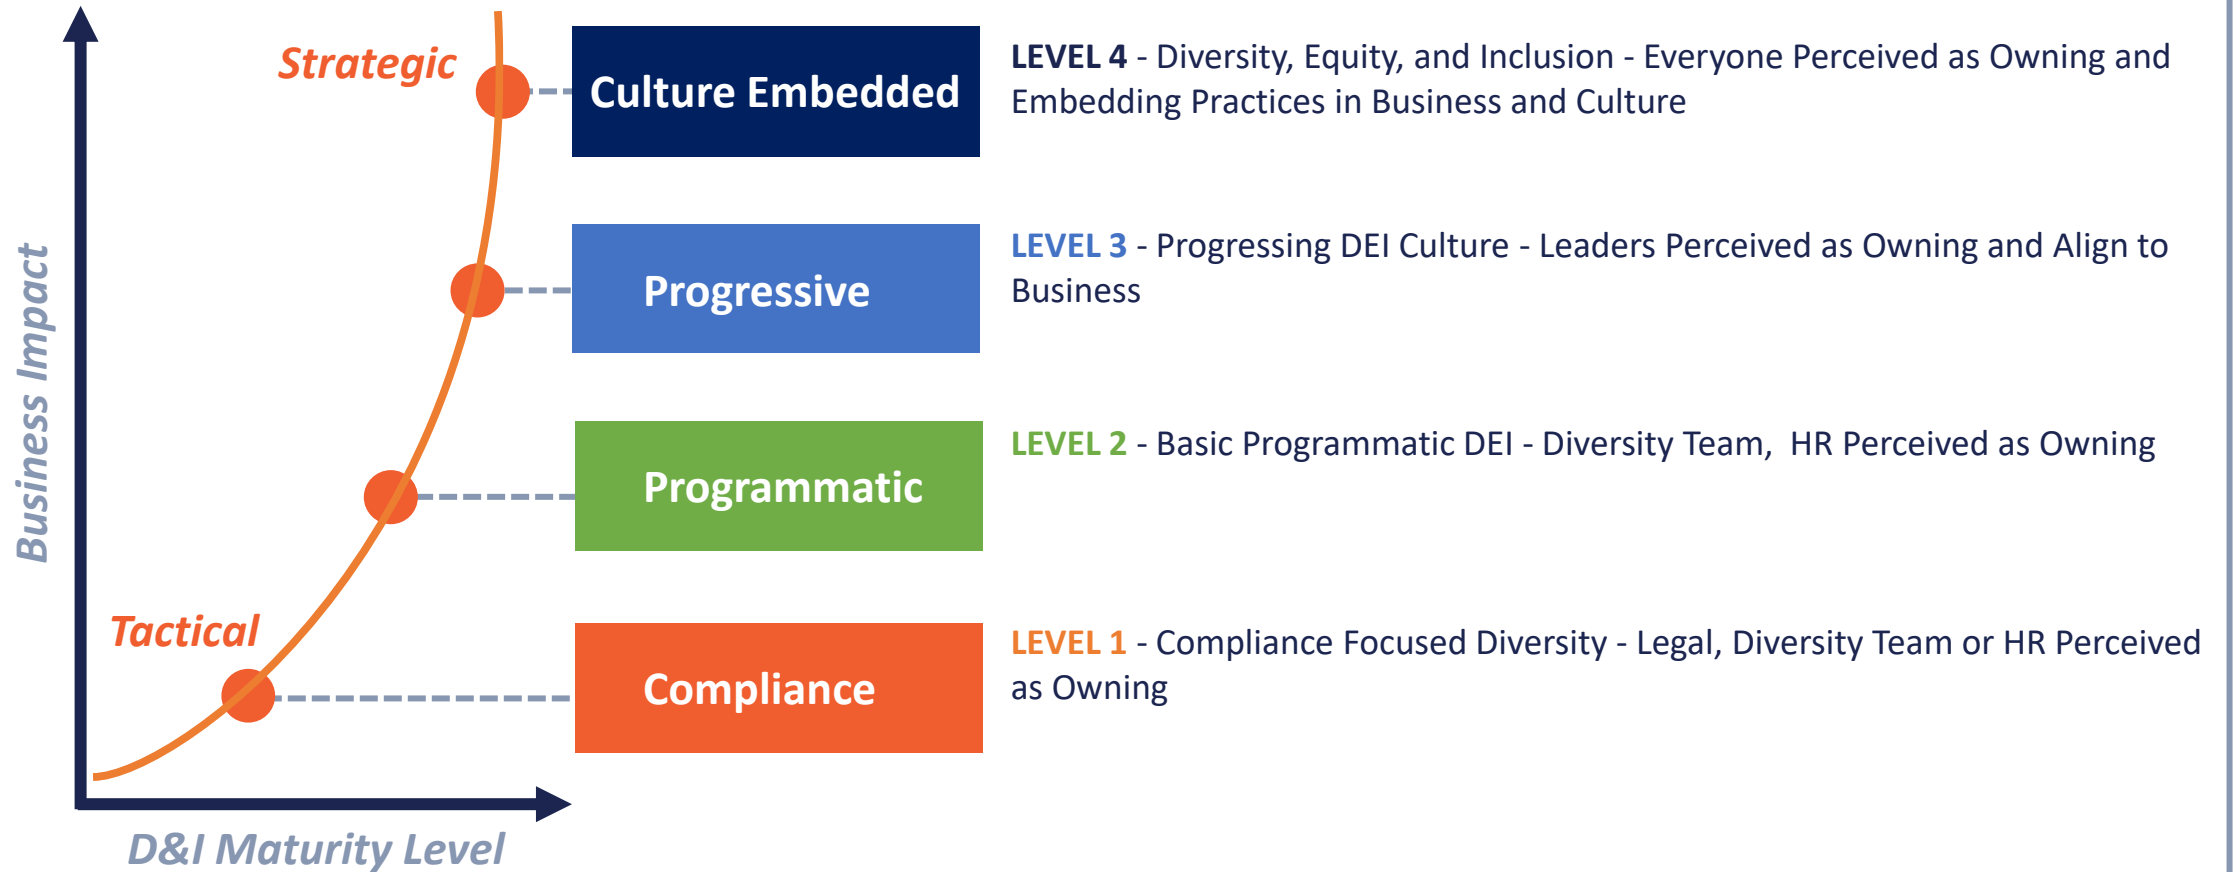 Strategic
Culture Embedded
LEVEL 4 - Diversity, Equity, and Inclusion - Everyone Perceived as Owning and
Embedding Practices in Business and Culture
Progressive
LEVEL 3 - Progressing DEI Culture - Leaders Perceived as Owning and Align to
Business
Business Impact
Programmatic
LEVEL 2 - Basic Programmatic DEI - Diversity Team,  HR Perceived as Owning
Tactical
Compliance
LEVEL 1 - Compliance Focused Diversity - Legal, Diversity Team or HR Perceived
as Owning
D&I Maturity Level